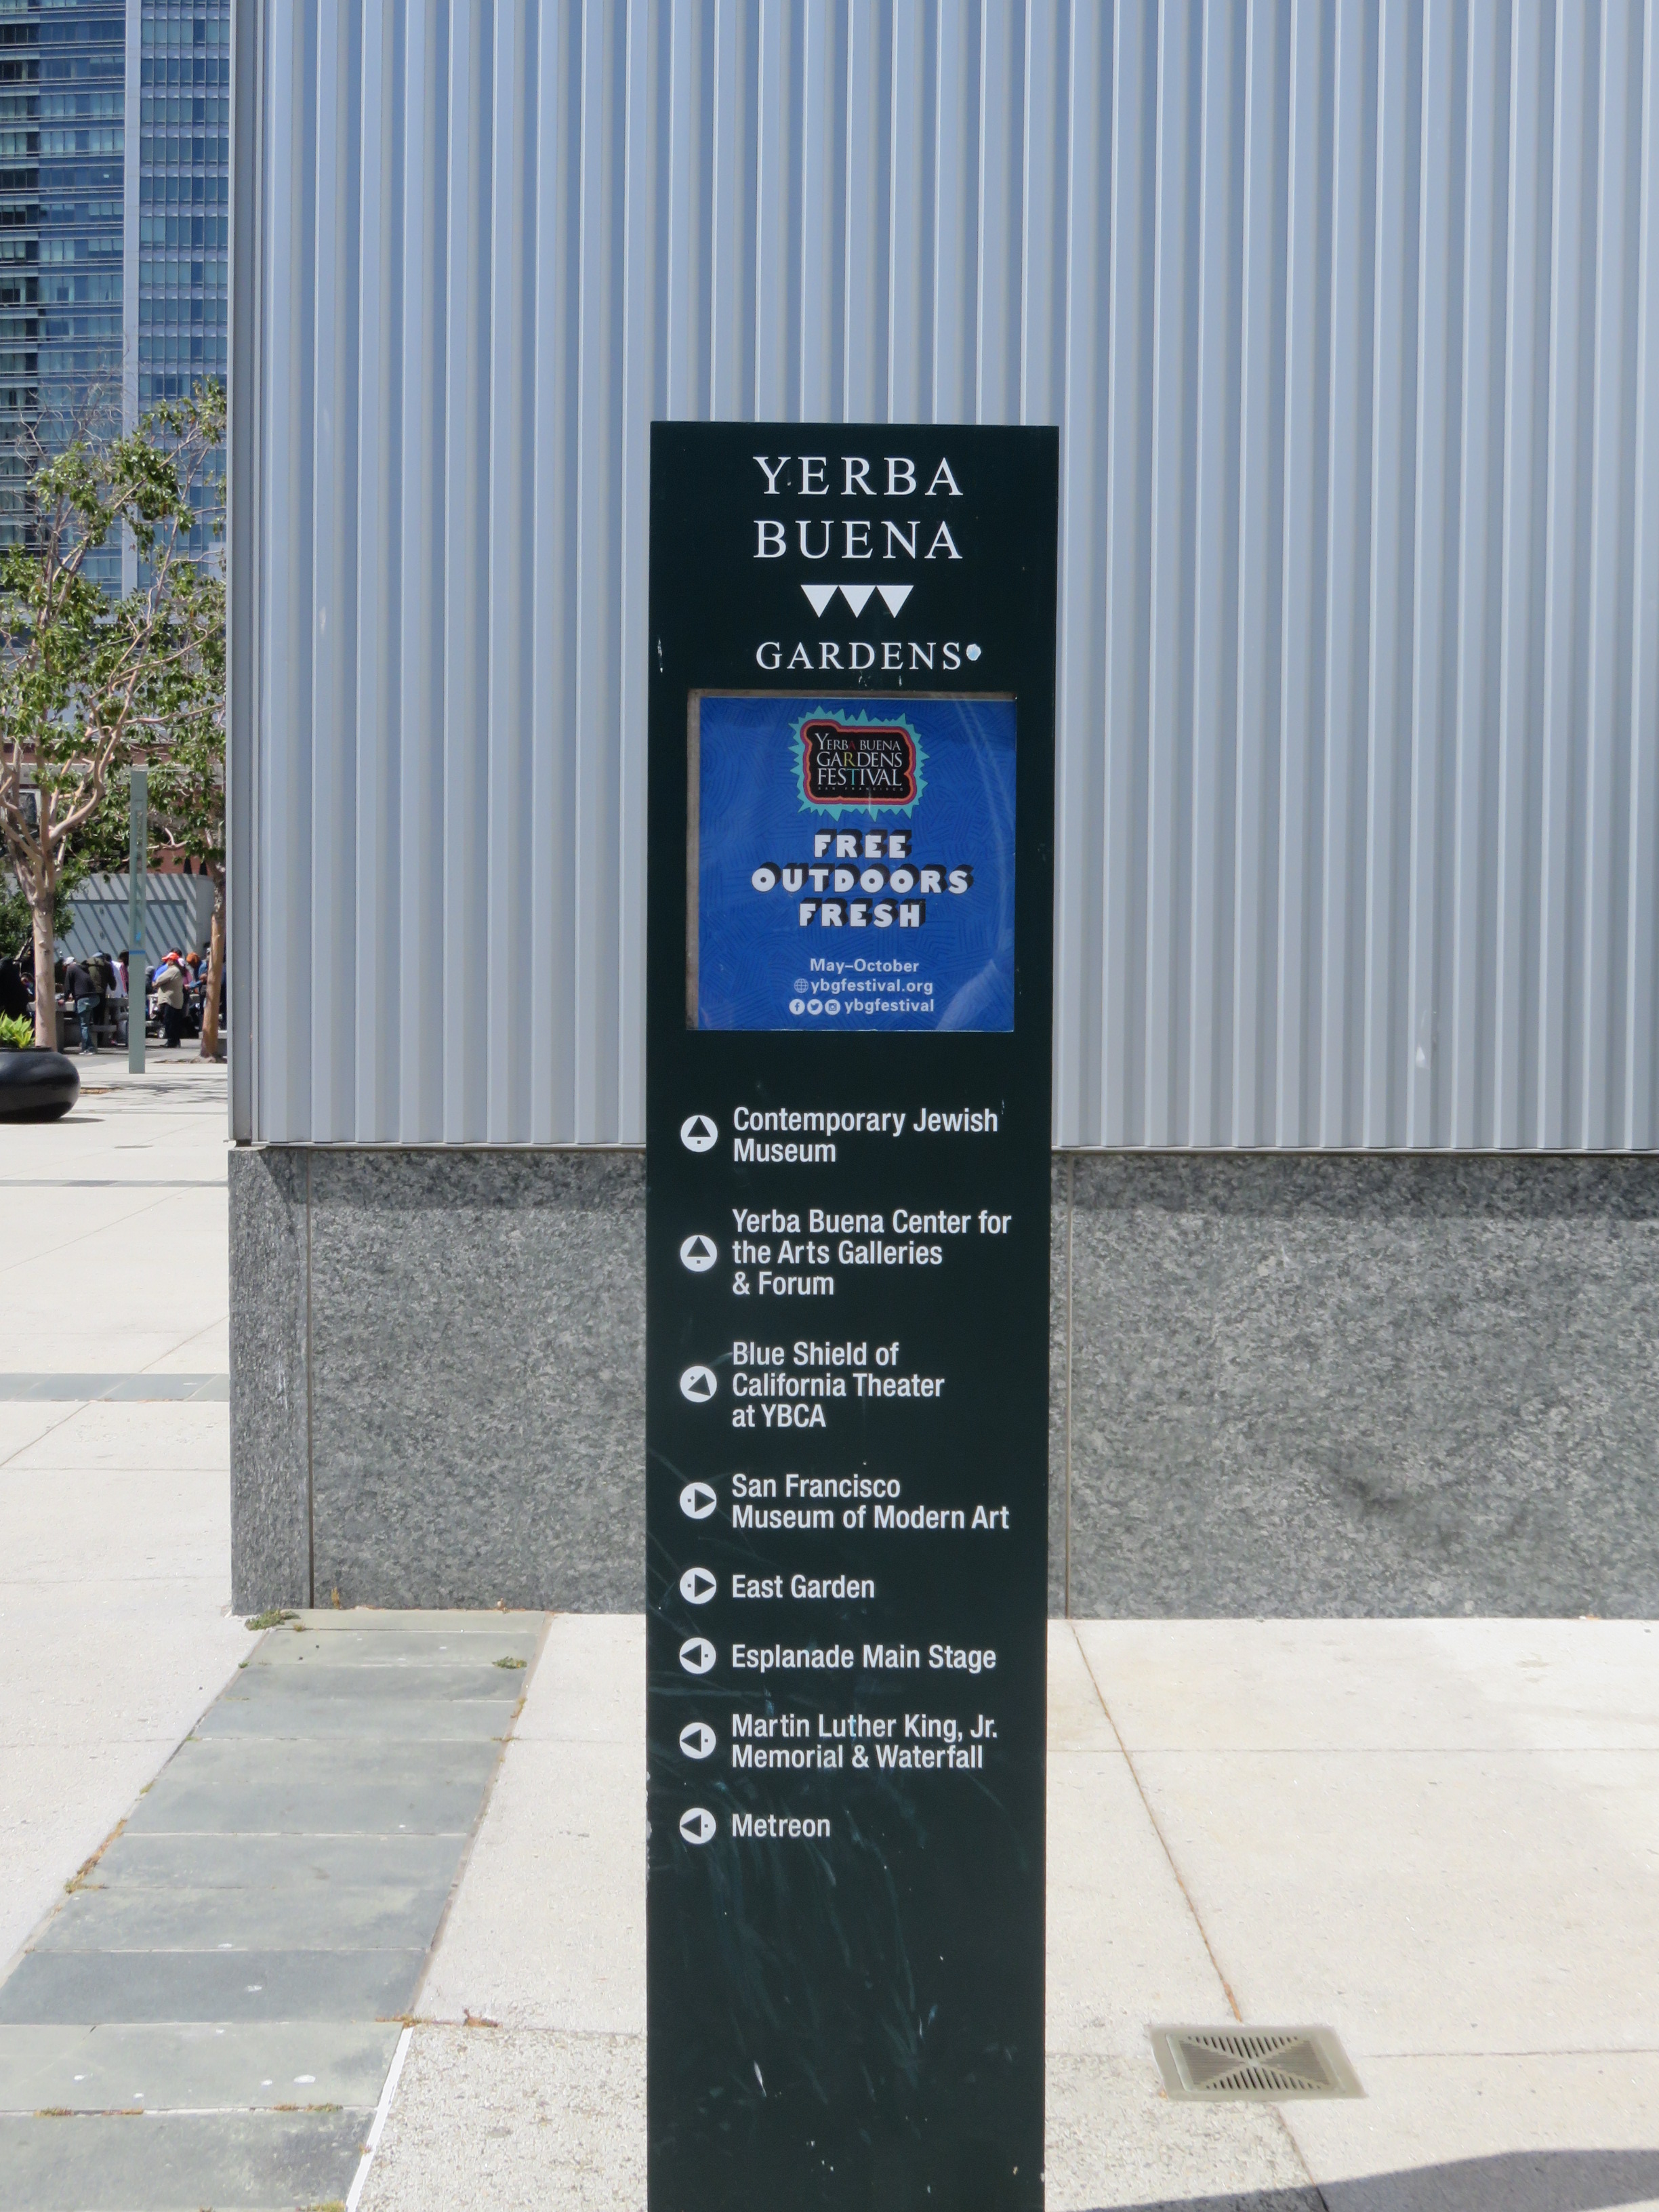 YERBA
BUENA
GARDENS
YERBA BUENA
GARDENS
FESTIVAL
SAN FRANCISCO
FREE
OUTDOORS
FRESH
May–October
ybgfestival.org
ybgfestival
Contemporary Jewish
Museum
Yerba Buena Center for
the Arts Galleries
& Forum
Blue Shield of
California Theater
at YBCA
San Francisco
Museum of Modern Art
East Garden
Esplanade Main Stage
Martin Luther King, Jr.
Memorial & Waterfall
Metreon